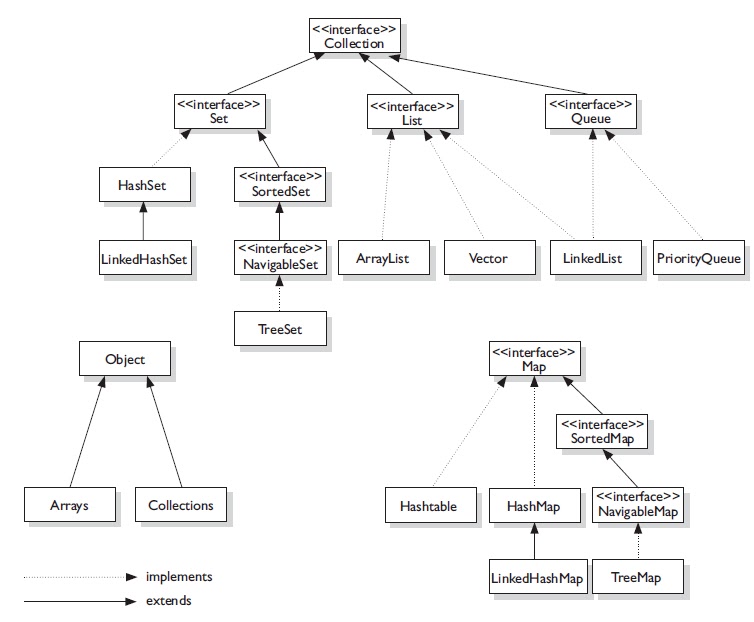 <<interface>>
Collection
<<interface>>
Set
<<interface>>
List
<<interface>>
Queue
HashSet
<<interface>>
SortedSet
LinkedHashSet
<<interface>>
NavigableSet
ArrayList
Vector
LinkedList
PriorityQueue
TreeSet
Object
<<interface>>
Map
<<interface>>
SortedMap
Arrays
Collections
Hashtable
HashMap
<<interface>>
NavigableMap
LinkedHashMap
TreeMap
implements
extends